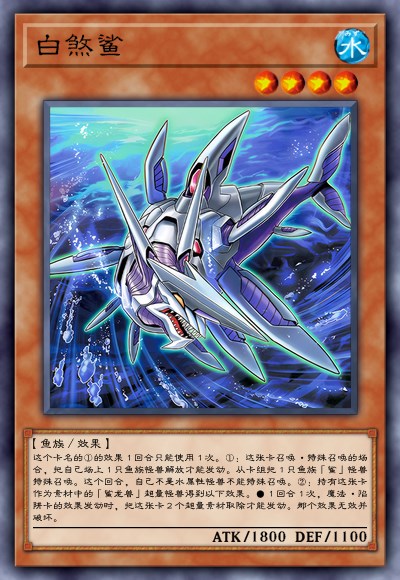 白煞鲨
水
【鱼族/效果】
这个卡名的①的效果1回合只能使用1次。①：这张卡召唤·特殊召唤的场
合，把自己场上1只鱼族怪兽解放才能发动。从卡组把1只鱼族「鲨」怪兽
特殊召唤。这个回合，自己不是水属性怪兽不能特殊召唤。②：持有这张卡
作为素材中的「鲨龙兽」超量怪兽得到以下效果。●1回合1次，魔法·陷
阱卡的效果发动时，把这张卡2个超量素材取除才能发动。那个效果无效并
破坏。
ATK/1800 DEF/1100